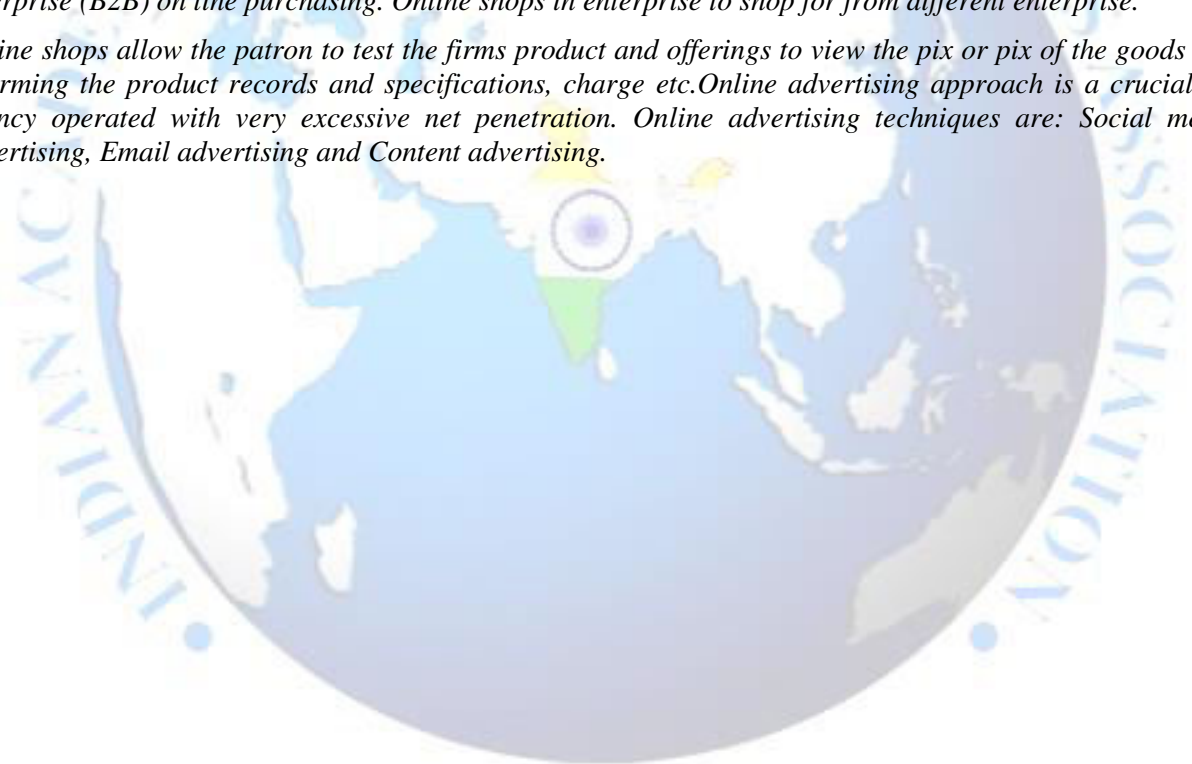 erprise (B2B) on line purchasing. Online shops in enterprise to shop for from different enterprise.
ine shops allow the patron to test the firms product and offerings to view the pix or pix of the goods
rming the product records and specifications, charge etc.Online advertising approach is a crucial
ncy operated with very excessive net penetration. Online advertising techniques are: Social me
ertising, Email advertising and Content advertising.
INDIAN ACADE
ASSOCIATION